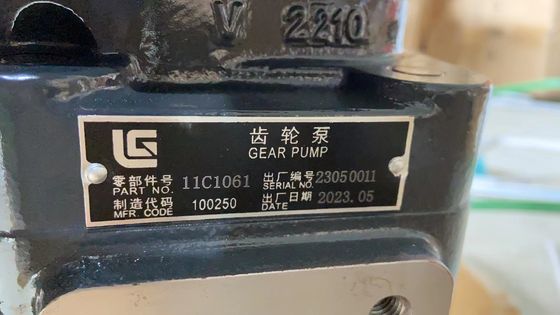 V 2210
LG
齿轮泵
GEAR PUMP
零部件号 11C1061 出厂编号 23050011
PART NO. SERIAL NO.
制造代码 100250 出厂日期 2023.05
MFR. CODE DATE